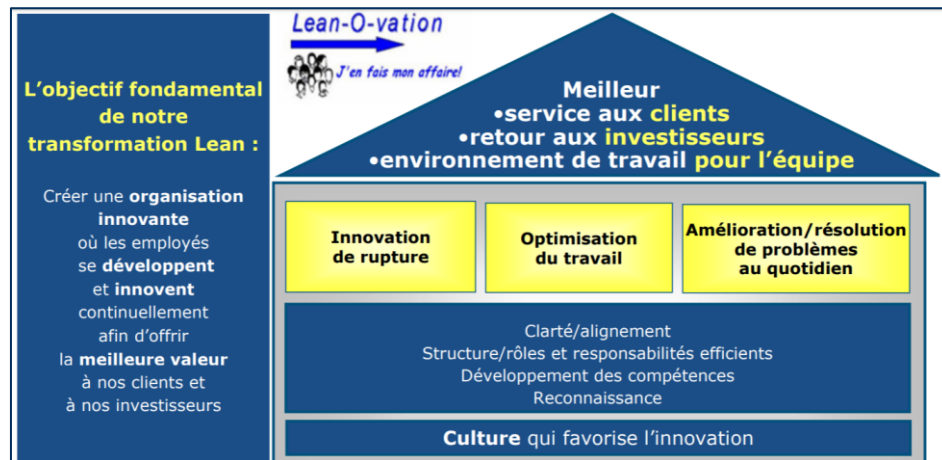 L'objectif fondamental
de notre
transformation Lean :
Créer une organisation
innovante
où les employés
se développent
et innovent
continuellement
afin d'offrir
la meilleure valeur
à nos clients et
à nos investisseurs
Lean-O-vation
J'en fais mon affaire!
Meilleur
•service aux clients
•retour aux investisseurs
•environnement de travail pour l'équipe
Innovation
de rupture
Optimisation
du travail
Amélioration/résolution
de problèmes
au quotidien
Clarté/alignement
Structure/rôles et responsabilités efficients
Développement des compétences
Reconnaissance
Culture qui favorise l'innovation